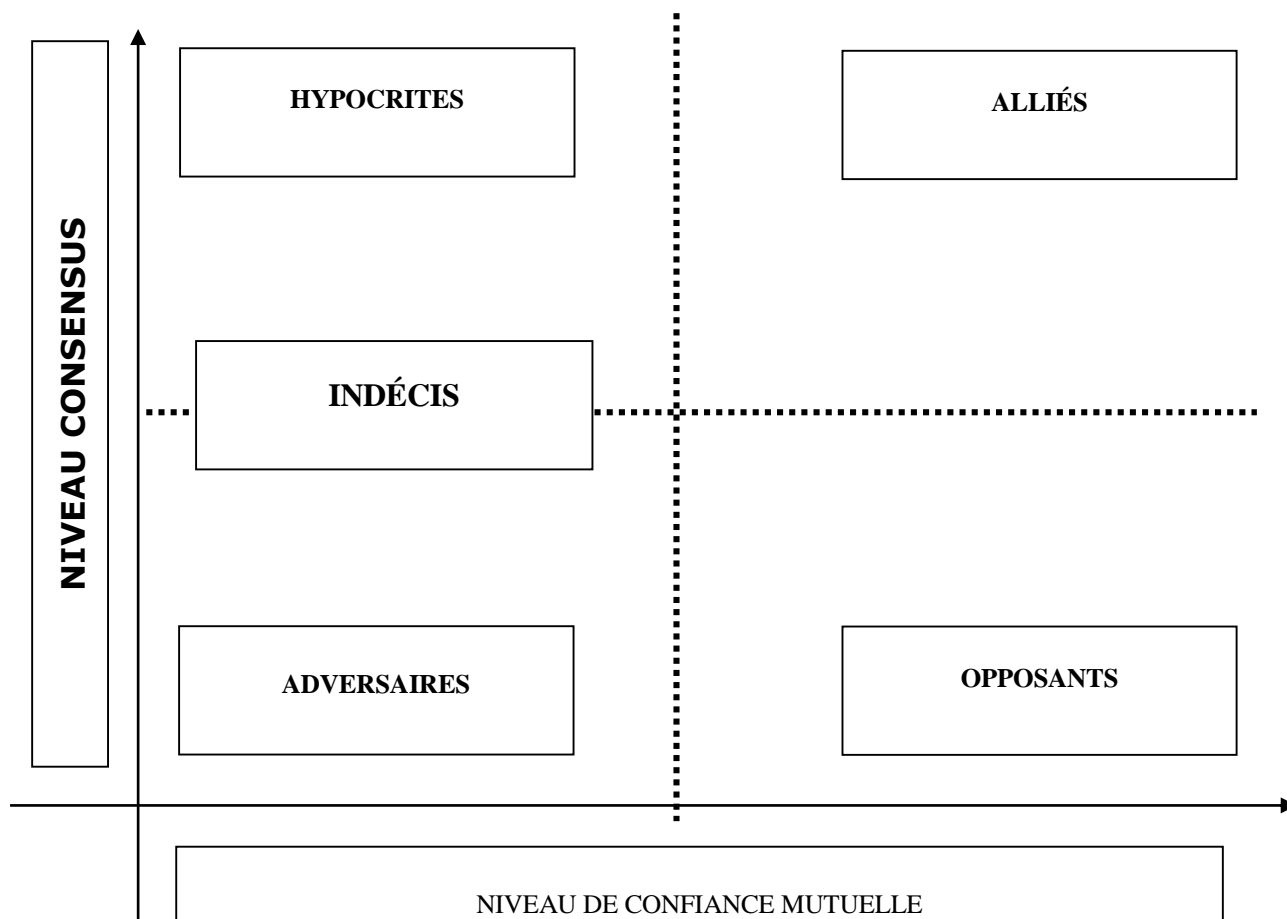 HYPOCRITES
ALLIÉS
NIVEAU CONSENSUS
INDÉCIS
ADVERSAIRES
OPPOSANTS
NIVEAU DE CONFIANCE MUTUELLE